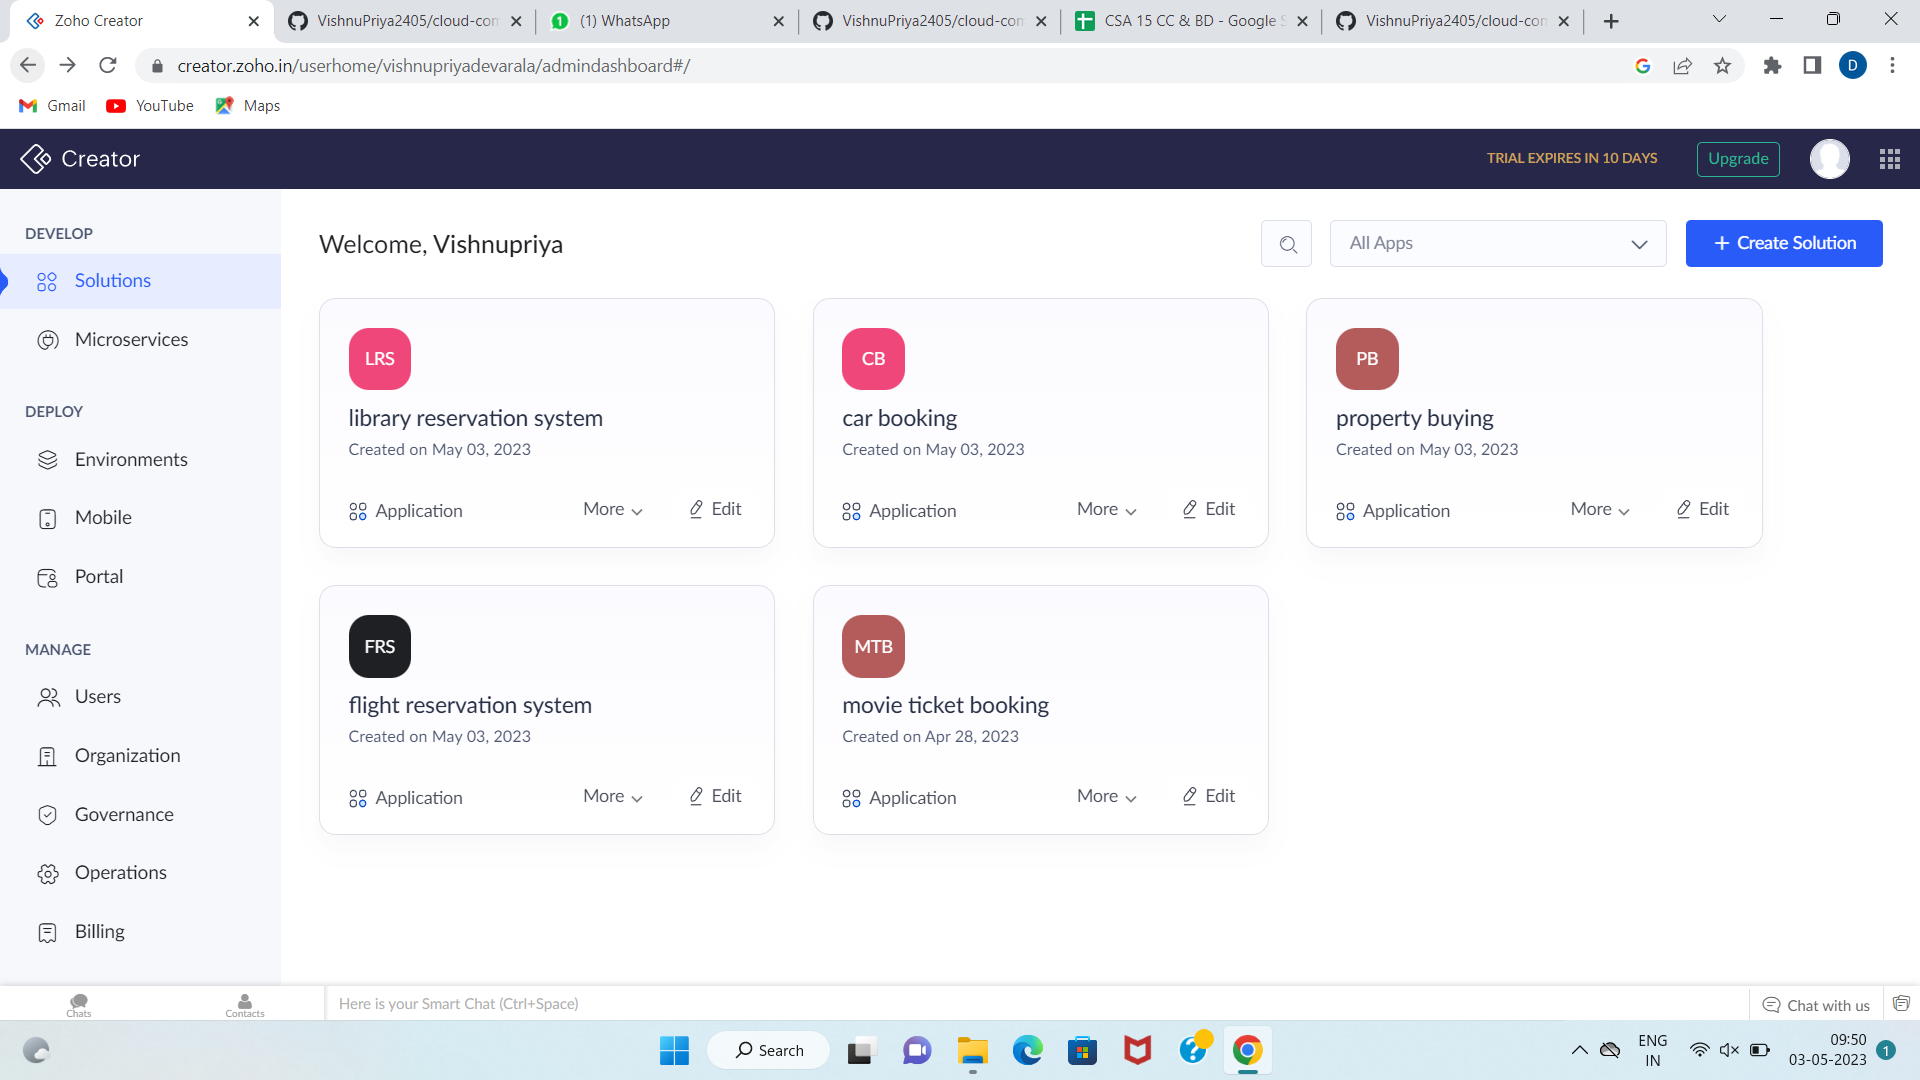 Zoho Creator
VishnuPriya2405/cloud-com
(1) WhatsApp
VishnuPriya2405/cloud-com
CSA 15 CC & BD - Google S
VishnuPriya2405/cloud-com
creator.zoho.in/userhome/vishnupriyadevarala/admindashboard#/
D
Gmail
YouTube
Maps
Creator
TRIAL EXPIRES IN 10 DAYS
Upgrade
DEVELOP
Solutions
Microservices
DEPLOY
Environments
Mobile
Portal
MANAGE
Users
Organization
Governance
Operations
Billing
Welcome, Vishnupriya
All Apps
+ Create Solution
LRS
library reservation system
Created on May 03, 2023
Application More Edit
CB
car booking
Created on May 03, 2023
Application More Edit
PB
property buying
Created on May 03, 2023
Application More Edit
FRS
flight reservation system
Created on May 03, 2023
Application More Edit
MTB
movie ticket booking
Created on Apr 28, 2023
Application More Edit
Chats
Contacts
Here is your Smart Chat (Ctrl+Space)
Chat with us
Search
ENG
IN
09:50
03-05-2023
1